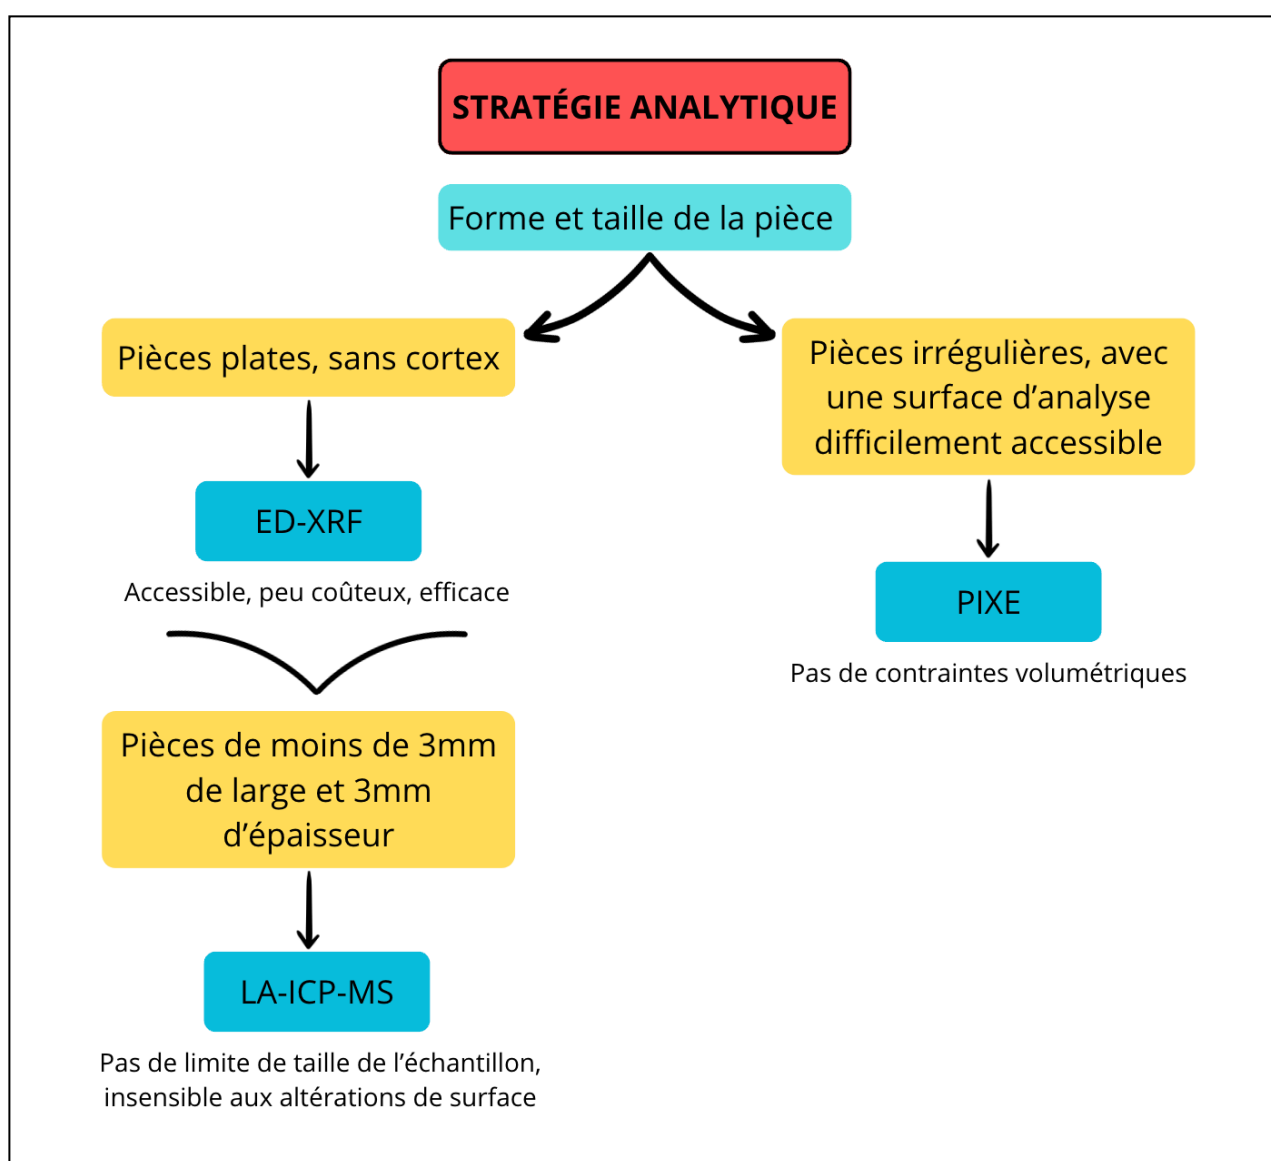 STRATÉGIE ANALYTIQUE
Forme et taille de la pièce
Pièces plates, sans cortex
ED-XRF
Accessible, peu coûteux, efficace
Pièces de moins de 3mm
de large et 3mm
d’épaisseur
LA-ICP-MS
Pas de limite de taille de l’échantillon,
insensible aux altérations de surface
Pièces irrégulières, avec
une surface d’analyse
difficilement accessible
PIXE
Pas de contraintes volumétriques